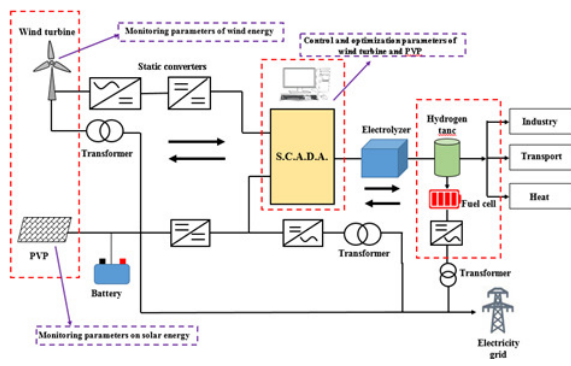 Wind turbine
Monitoring parameters of wind energy
Control and optimization parameters of
wind turbine and PVP
Static converters
Transformer
S.C.A.D.A.
Electrolyzer
Hydrogen
tanc
Industry
Transport
Heat
Fuel cell
PVP
Battery
Transformer
Transformer
Monitoring parameters on solar energy
Electricity
grid